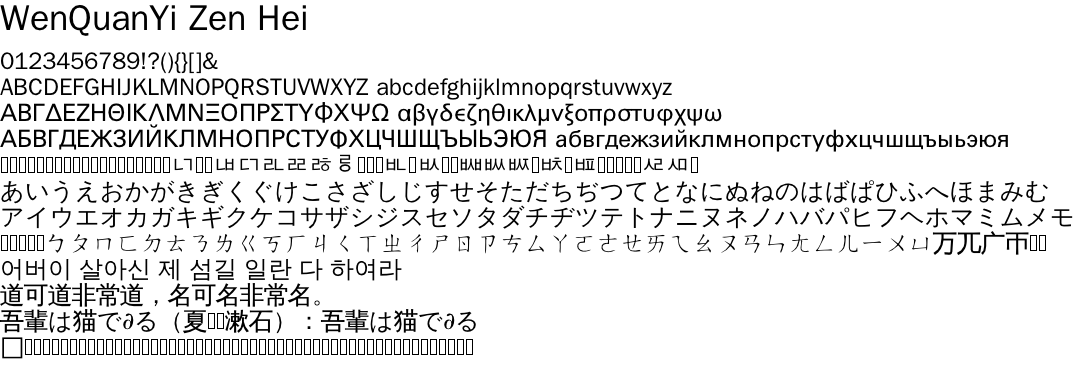 WenQuanYi Zen Hei
0123456789!?(){}[]&
ABCDEFGHIJKLMNOPQRSTUVWXYZ abcdefghijklmnopqrstuvwxyz
ΑΒΓΔΕΖΗΘΙΚΛΜΝΞΟΠΡΣΤΥΦΧΨΩ αβγδεζηθικλμνξοπρστυφχψω
АБВГДЕЖЗИЙКЛМНОПРСТУФХЦЧШЩЪЫЬЭЮЯ абвгдежзийклмнопрстуфхцчшщъыьэюя
あいうえおかがきぎくぐけこさざしじすせそただちぢつてとなにぬねのはばぱひふへほまみむ
アイウエオカガキギクケコサザシジスセソタダチヂツテトナニヌネノハバパヒフヘホマミムメモ
ㄅㄆㄇㄈㄉㄊㄋㄌㄍㄎㄏㄐㄑㄒㄓㄔㄕㄖㄗㄘㄙㄚㄛㄜㄝㄞㄟㄠㄡㄢㄣㄤㄥㄦㄧㄨㄩ万兀广帀
어버이 살아신 제 섬길 일란 다 하여라
道可道非常道，名可名非常名。
吾輩は猫で∂る（夏漱石）：吾輩は猫で∂る